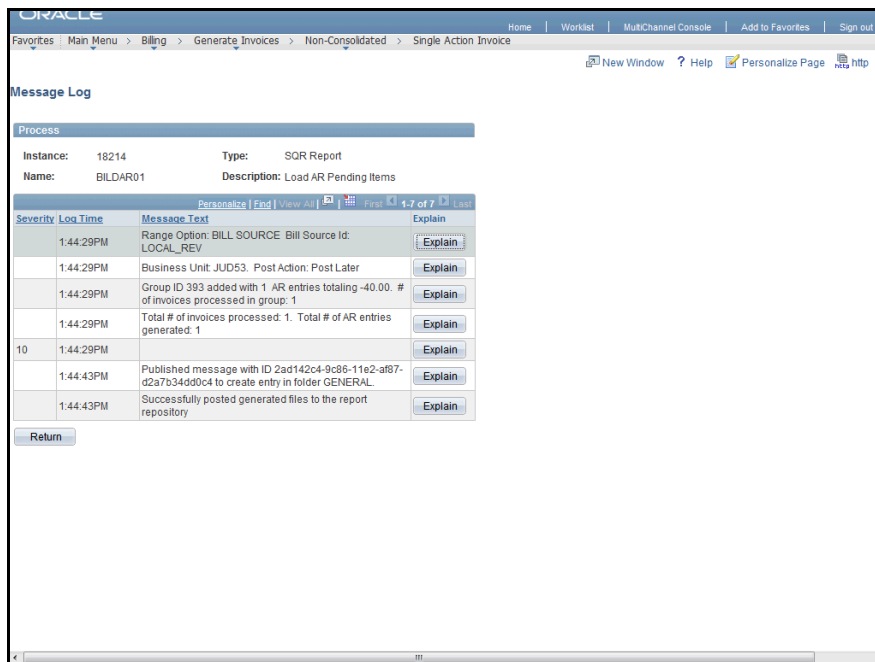 ORACLE
Home | Worklist | MultiChannel Console | Add to Favorites | Sign out
Favorites Main Menu > Billing > Generate Invoices > Non-Consolidated > Single Action Invoice
New Window ? Help Personalize Page http
Message Log
Process
Instance: 18214 Type: SQR Report
Name: BILDAR01 Description: Load AR Pending Items
Personalize | Find | View All | | First 1-7 of 7 Last
Severity Log Time Message Text Explain
1:44:29PM Range Option: BILL SOURCE Bill Source Id:
LOCAL_REV Explain
1:44:29PM Business Unit: JUD53. Post Action: Post Later Explain
1:44:29PM Group ID 393 added with 1 AR entries totaling -40.00. #
of invoices processed in group: 1 Explain
1:44:29PM Total # of invoices processed: 1. Total # of AR entries
generated: 1 Explain
10 1:44:29PM Explain
1:44:43PM Published message with ID 2ad142c4-9c86-11e2-af87-
d2a7b34dd0c4 to create entry in folder GENERAL. Explain
1:44:43PM Successfully posted generated files to the report
repository Explain
Return